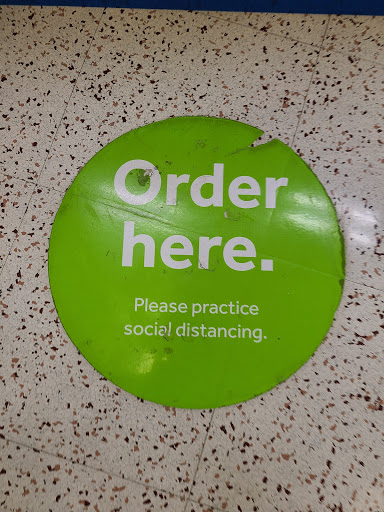 Order
here.
Please practice
social distancing.